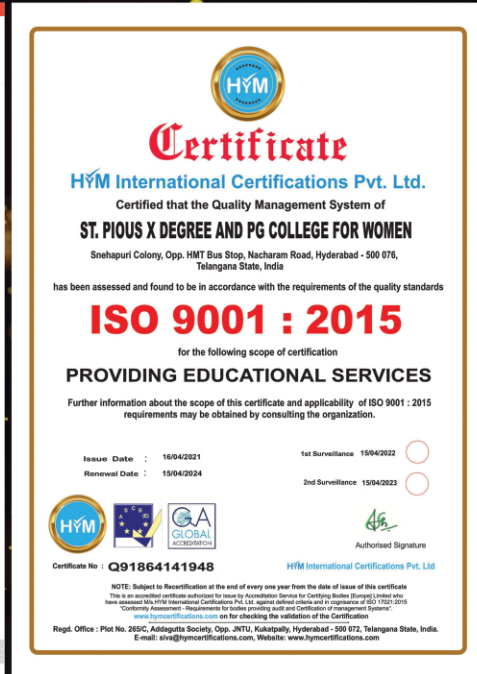 HYM
Certificate
HYM International Certifications Pvt. Ltd.
Certified that the Quality Management System of
ST. PIOUS X DEGREE AND PG COLLEGE FOR WOMEN
Snehapuri Colony, Opp. HMT Bus Stop, Nacharam Road, Hyderabad - 500 076,
Telangana State, India
has been assessed and found to be in accordance with the requirements of the quality standards
ISO 9001 : 2015
for the following scope of certification
PROVIDING EDUCATIONAL SERVICES
Further information about the scope of this certificate and applicability of ISO 9001 : 2015
requirements may be obtained by consulting the organization.
Issue Date : 16/04/2021
Renewal Date : 15/04/2024
1st Surveillance 15/04/2022
2nd Surveillance 15/04/2023
HYM
ASCB(E)
GA
GLOBAL
ACCREDITATION
Authorised Signature
Certificate No : Q91864141948
HYM International Certifications Pvt. Ltd
NOTE: Subject to Recertification at the end of every one year from the date of issue of this certificate
This is an accredited certificate authorized for issue by Accreditation Service for Certifying Bodies [Europe] Limited who
have assessed M/s.HYM International Certifications Pvt. Ltd. against defined criteria and in cognisance of ISO 17021:2015
"Conformity Assessment - Requirements for bodies providing audit and Certification of management Systems".
www.hymcertifications.com on for checking the validation of the Certification
Regd. Office : Plot No. 265/C, Addagutta Society, Opp. JNTU, Kukatpally, Hyderabad - 500 072, Telangana State, India.
E-mail: siva@hymcertifications.com, Website: www.hymcertifications.com